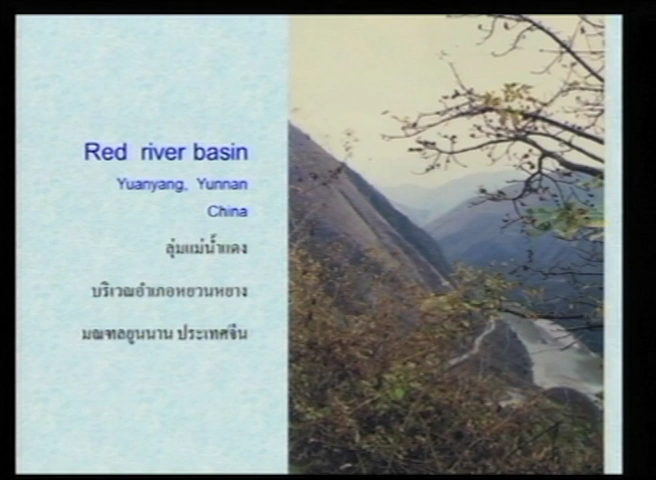 Red river basin
Yuanyang, Yunnan
China
ลุ่มแม่น้ำแดง
บริเวณอำเภอหยวนหยาง
มณฑลยูนนาน ประเทศจีน